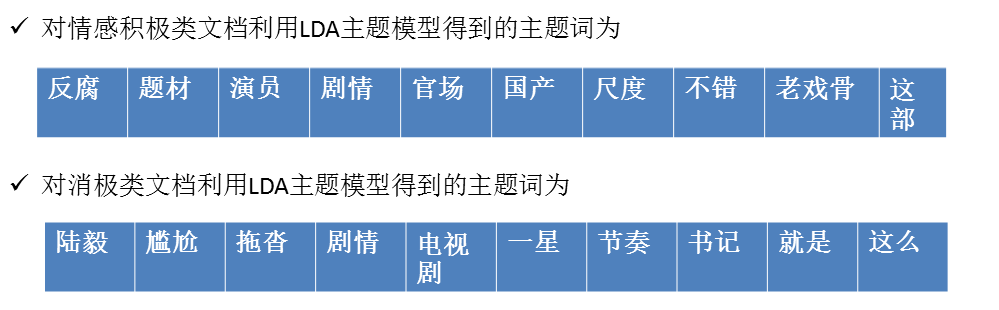 ✓ 对情感积极类文档利用LDA主题模型得到的主题词为
反腐 题材 演员 剧情 官场 国产 尺度 不错 老戏骨 这部
✓ 对消极类文档利用LDA主题模型得到的主题词为
陆毅 尴尬 拖沓 剧情 电视剧 一星 节奏 书记 就是 这么